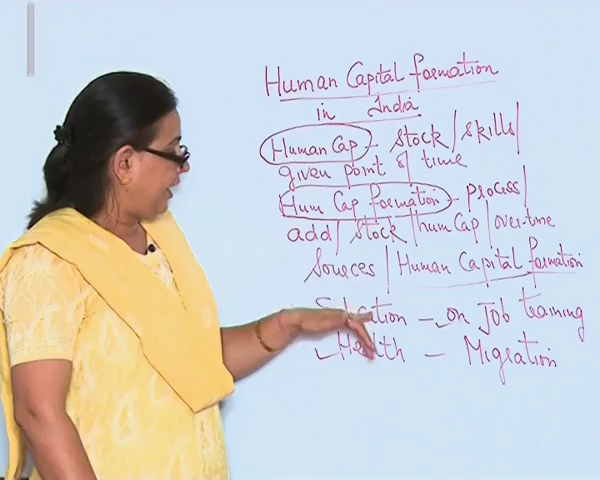 Human Capital formation
in India
Human Cap - stock/skills/
given point of time
Hum Cap formation - process/
add/ stock/hum Cap/over-time
Sources/Human Capital formation
- on Job training
✓ Health - Migration